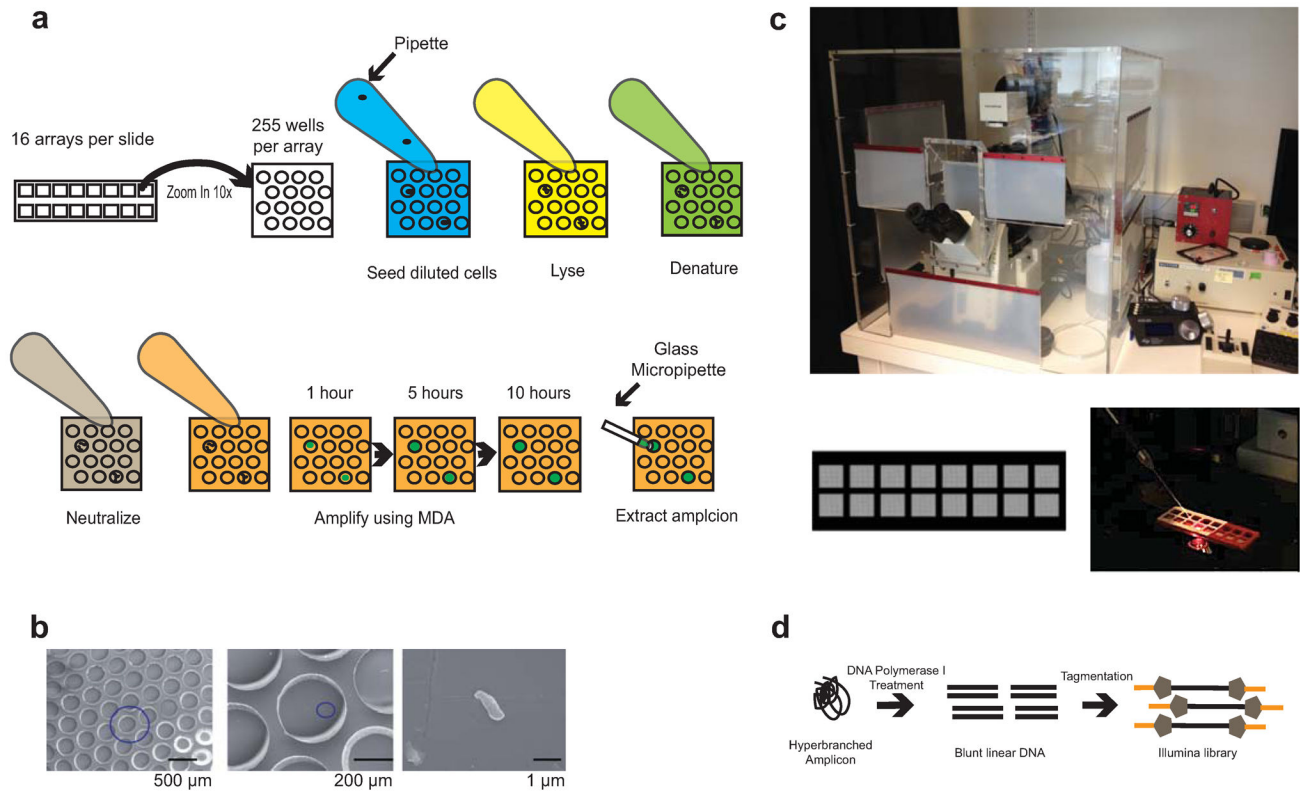 a
Pipette
16 arrays per slide
255 wells
per array
Zoom In 10x
Seed diluted cells
Lyse
Denature
1 hour
5 hours
10 hours
Glass
Micropipette
Neutralize
Amplify using MDA
Extract amplcion
b
500 µm
200 µm
1 µm
c
d
DNA Polymerase I
Treatment
Tagmentation
Hyperbranched
Amplicon
Blunt linear DNA
Illumina library